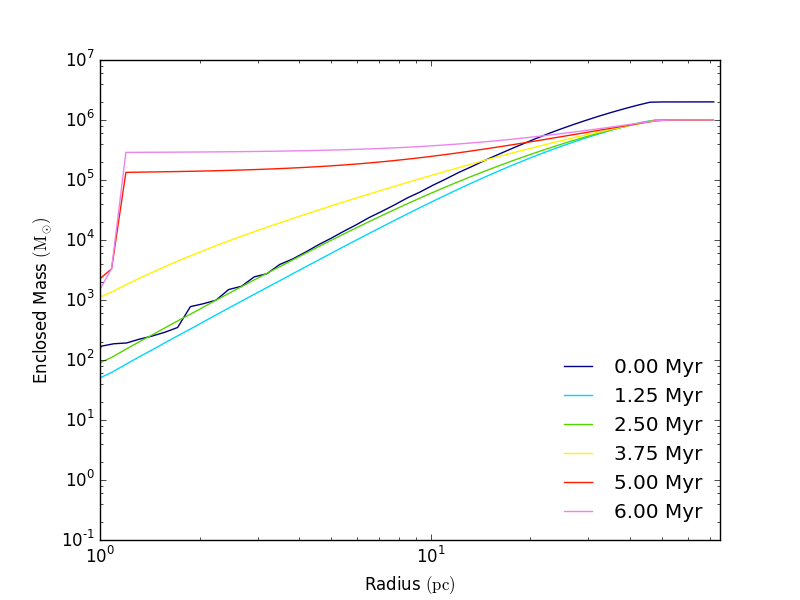 10^7
10^6
10^5
10^4
10^3
10^2
10^1
10^0
10^-1
Enclosed Mass (M⊙)
0.00 Myr
1.25 Myr
2.50 Myr
3.75 Myr
5.00 Myr
6.00 Myr
10^0
10^1
Radius (pc)